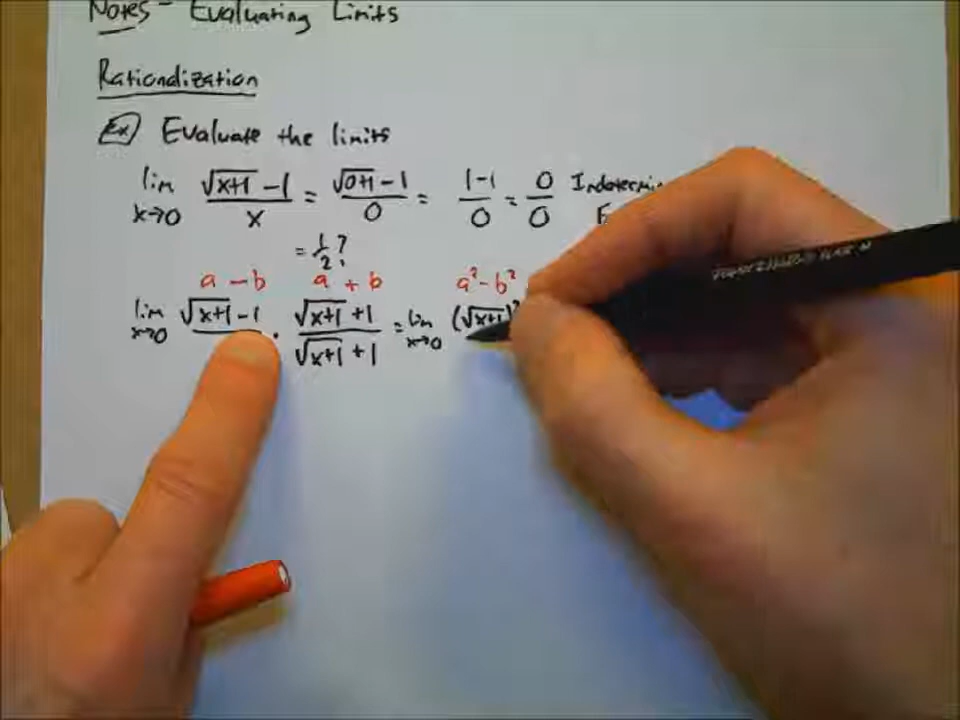 Notes - Evaluating Limits
Rationalization
Ex Evaluate the limits
lim x→0 (√(x+1) - 1)/x = (√(0+1) - 1)/0 = (1-1)/0 = 0/0
= 1/2 ?
a - b a + b a² - b²
lim x→0 √(x+1) - 1 · (√(x+1) + 1)/(√(x+1) + 1) = lim x→0 (√(x+1))²